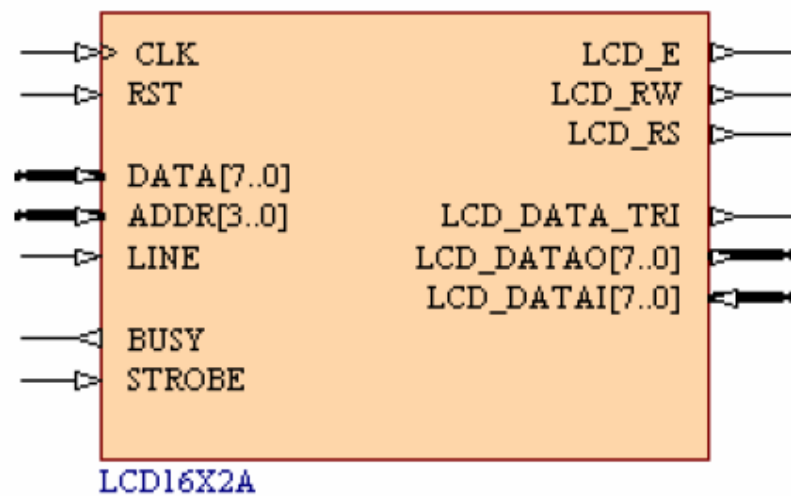 CLK
RST
DATA[7..0]
ADDR[3..0]
LINE
BUSY
STROBE
LCD_E
LCD_RW
LCD_RS
LCD_DATA_TRI
LCD_DATAO[7..0]
LCD_DATAI[7..0]
LCD16X2A